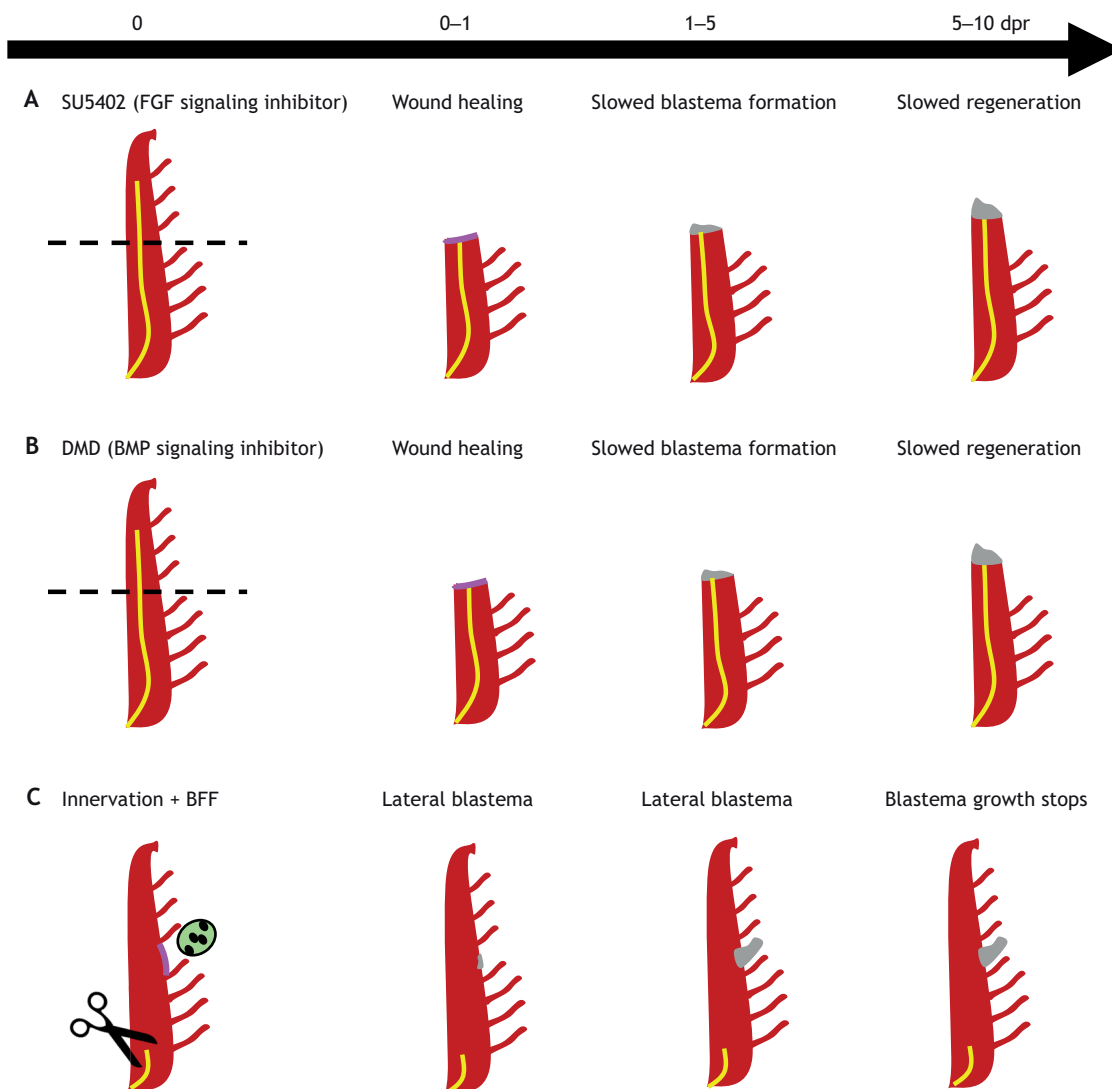 0 0–1 1–5 5–10 dpr
A SU5402 (FGF signaling inhibitor) Wound healing Slowed blastema formation Slowed regeneration
B DMD (BMP signaling inhibitor) Wound healing Slowed blastema formation Slowed regeneration
C Innervation + BFF Lateral blastema Lateral blastema Blastema growth stops